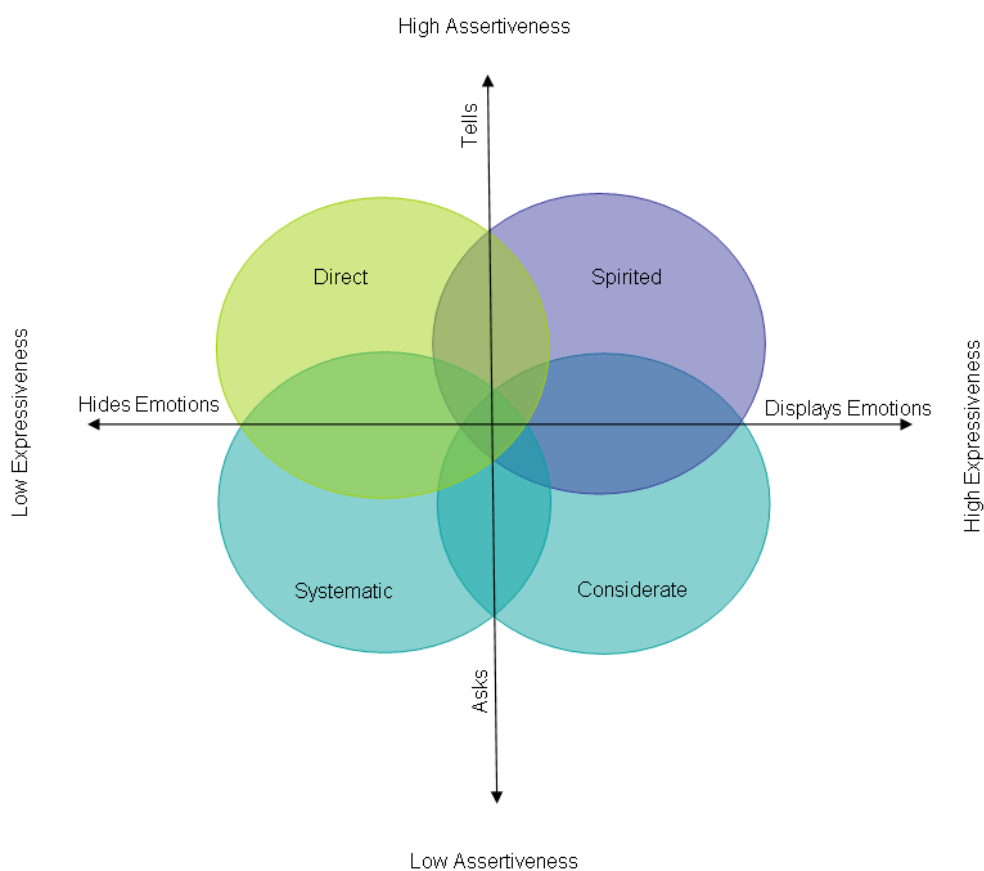 High Assertiveness
Tells
Direct
Spirited
Low Expressiveness
Hides Emotions
Displays Emotions
High Expressiveness
Systematic
Considerate
Asks
Low Assertiveness